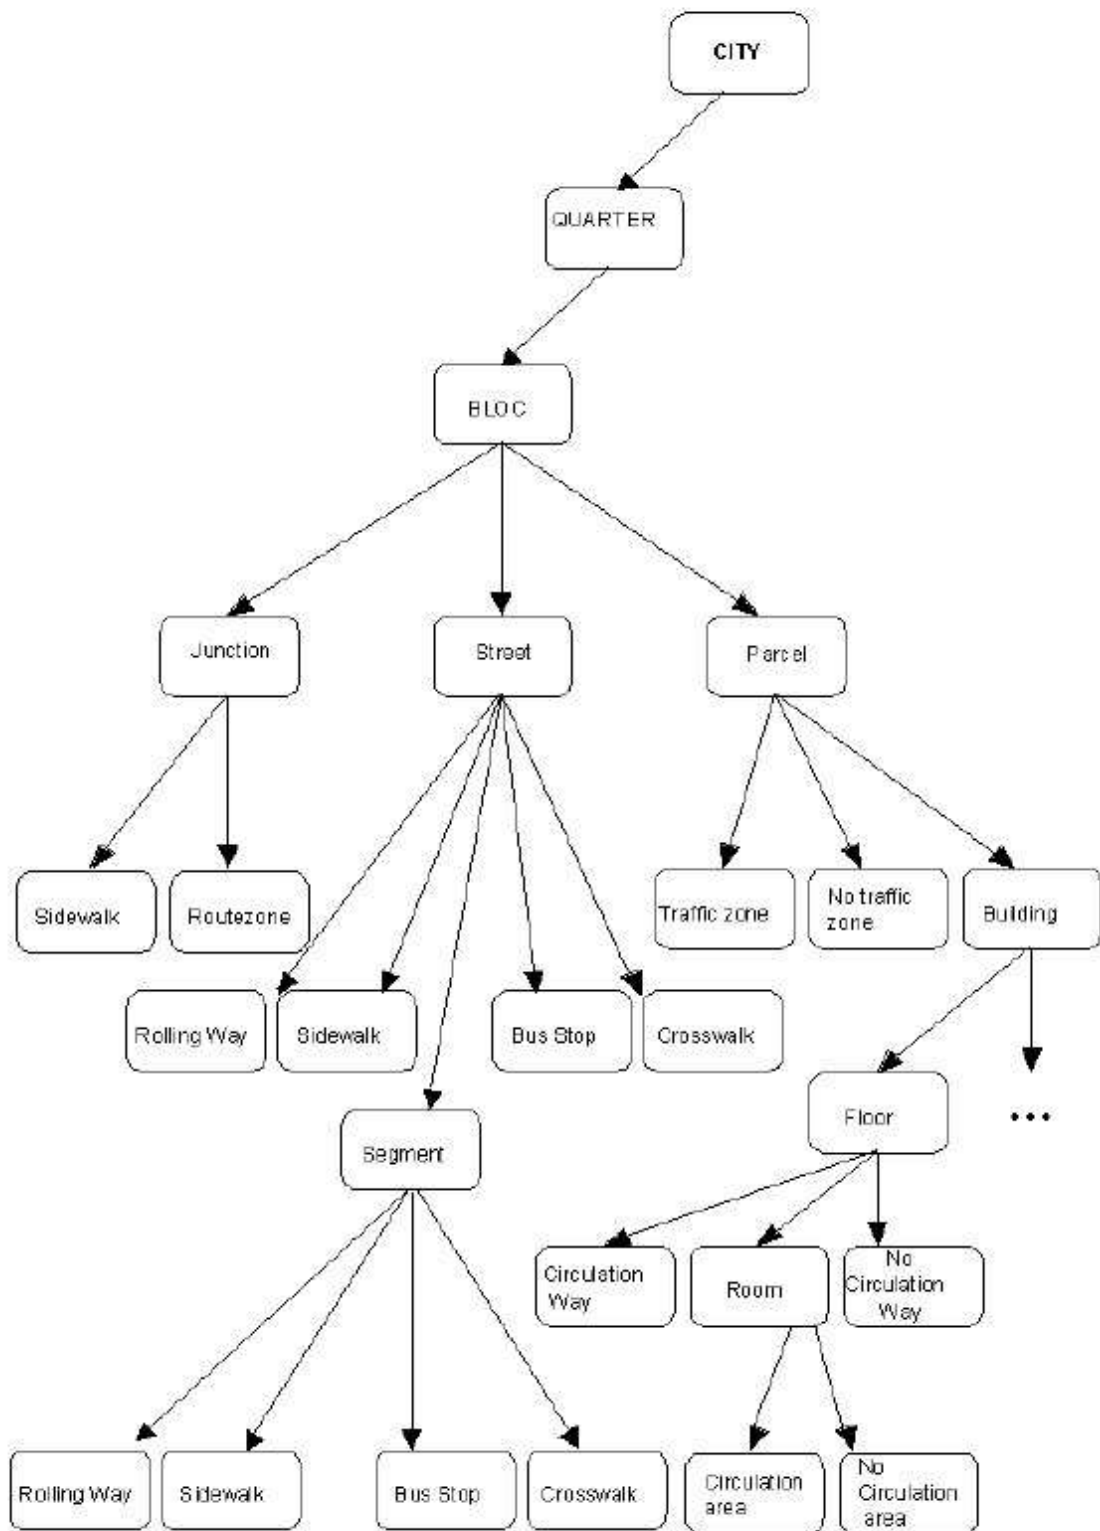 CITY
QUARTER
BLOC
Junction
Street
Parcel
Sidewalk
Routezone
Traffic zone
No traffic
zone
Building
Rolling Way
Sidewalk
Bus Stop
Crosswalk
Floor
•••
Segment
Circulation
Way
Room
No
Circulation
Way
Rolling Way
Sidewalk
Bus Stop
Crosswalk
Circulation
area
No
Circulation
area